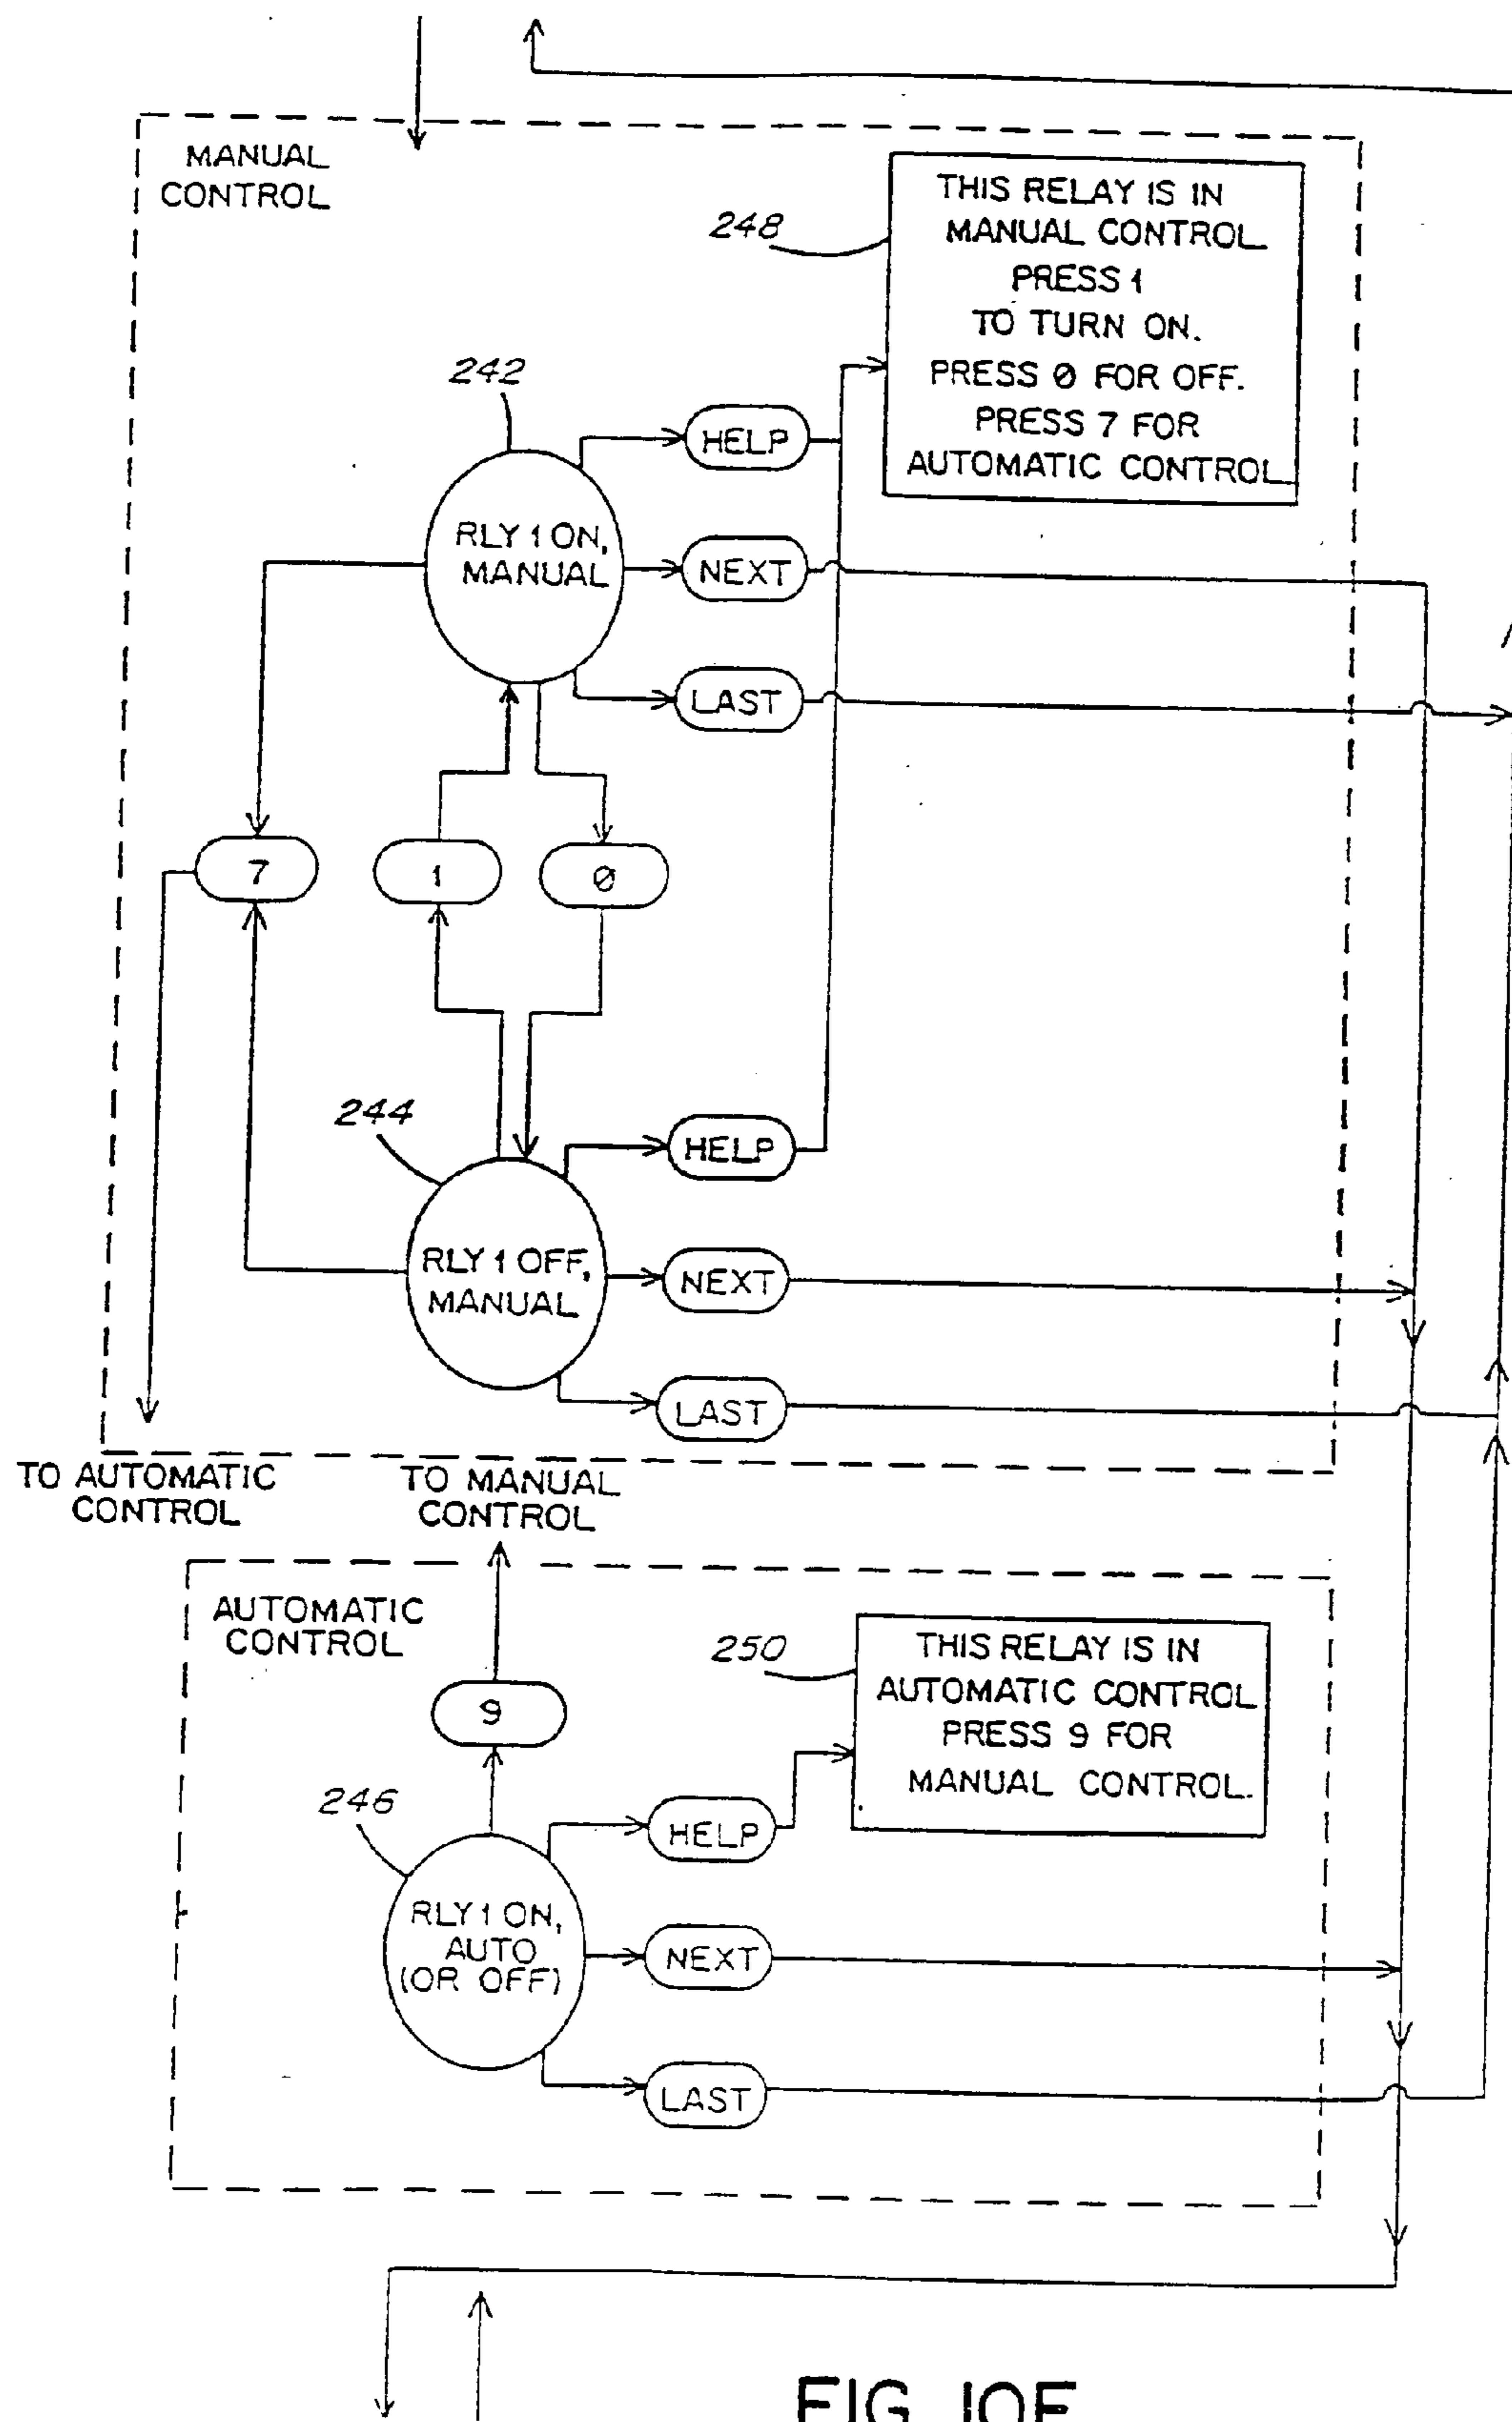 MANUAL
CONTROL
248
THIS RELAY IS IN
MANUAL CONTROL
PRESS 1
TO TURN ON.
PRESS 0 FOR OFF.
PRESS 7 FOR
AUTOMATIC CONTROL
242
RLY 1 ON,
MANUAL
HELP
NEXT
LAST
7
1
0
244
RLY 1 OFF,
MANUAL
HELP
NEXT
LAST
TO AUTOMATIC
CONTROL
TO MANUAL
CONTROL
AUTOMATIC
CONTROL
9
250
THIS RELAY IS IN
AUTOMATIC CONTROL
PRESS 9 FOR
MANUAL CONTROL.
246
RLY 1 ON,
AUTO
(OR OFF)
HELP
NEXT
LAST
FIG.